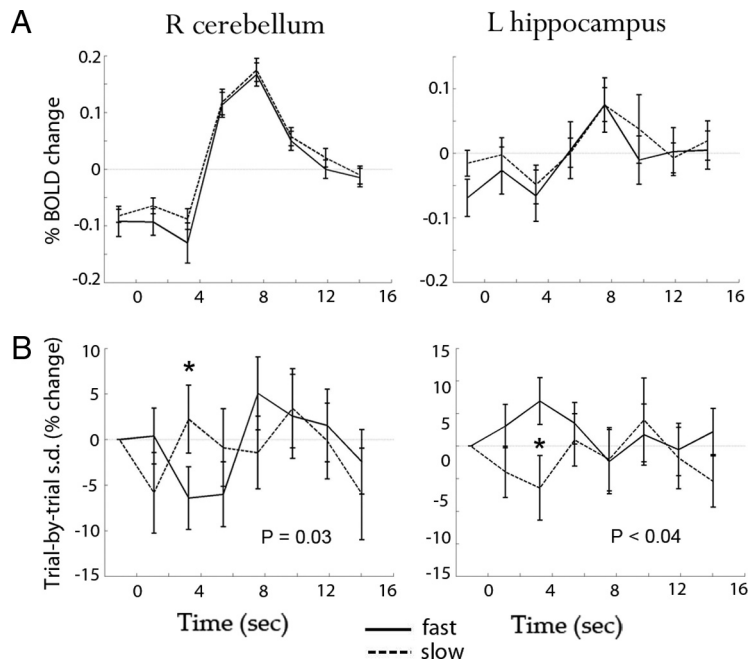 A
R cerebellum
L hippocampus
% BOLD change
0.2
0.1
0
-0.1
-0.2
0 4 8 12 16
0.1
0
-0.1
-0.2
0 4 8 12 16
B
Trial-by-trial s.d. (% change)
10
5
0
-5
-10
-15
*
P = 0.03
0 4 8 12 16
Time (sec)
15
10
5
0
5
-10
-15
*
P < 0.04
0 4 8 12 16
Time (sec)
fast
slow